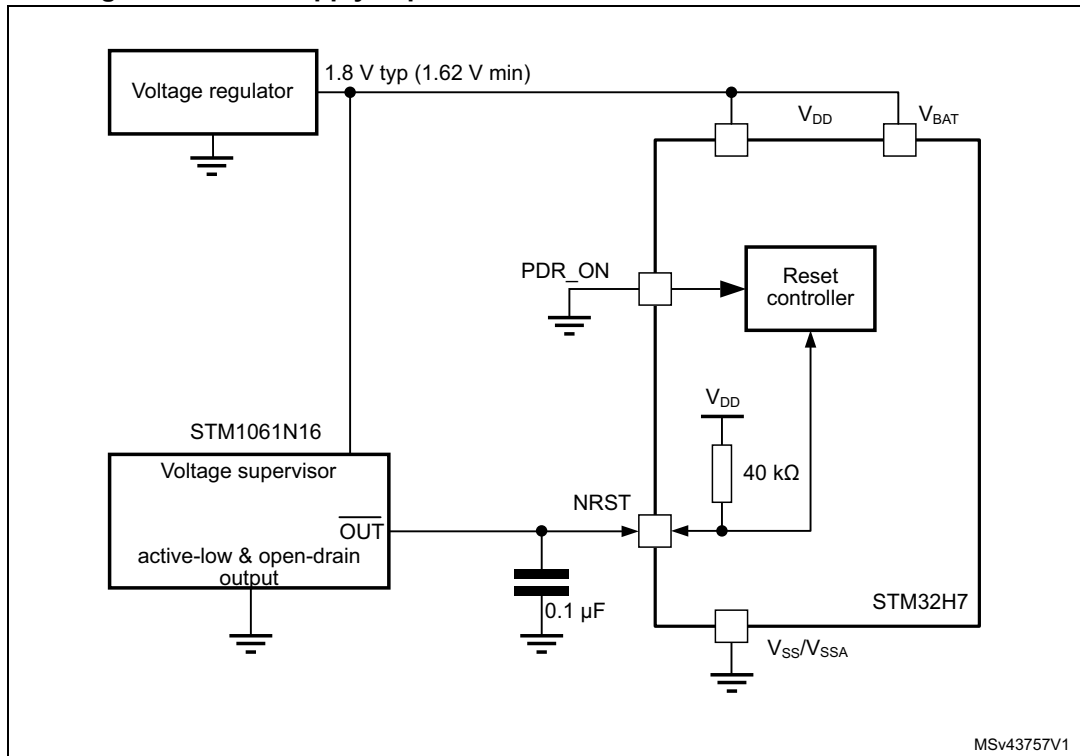 Voltage regulator
1.8 V typ (1.62 V min)
VDD
VBAT
PDR_ON
Reset
controller
VDD
STM1061N16
Voltage supervisor
40 kΩ
NRST
OUT
active-low & open-drain
output
0.1 µF
STM32H7
VSS/VSSA
MSv43757V1